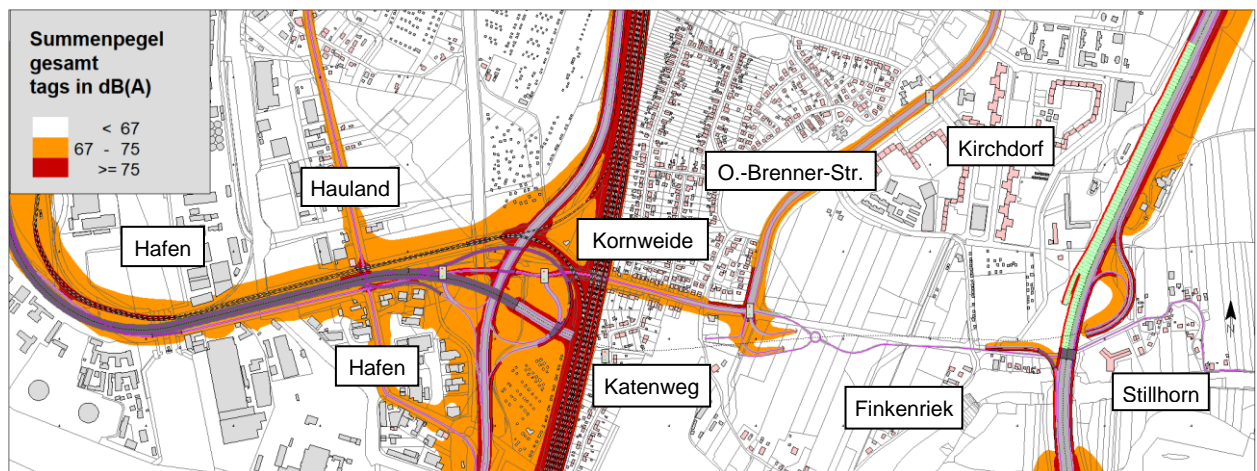 Summenpegel
gesamt
tags in dB(A)
< 67
67 - 75
>= 75
Hauland
Hafen
Kornweide
O.-Brenner-Str.
Kirchdorf
Hafen
Katenweg
Finkenriek
Stillhorn
N